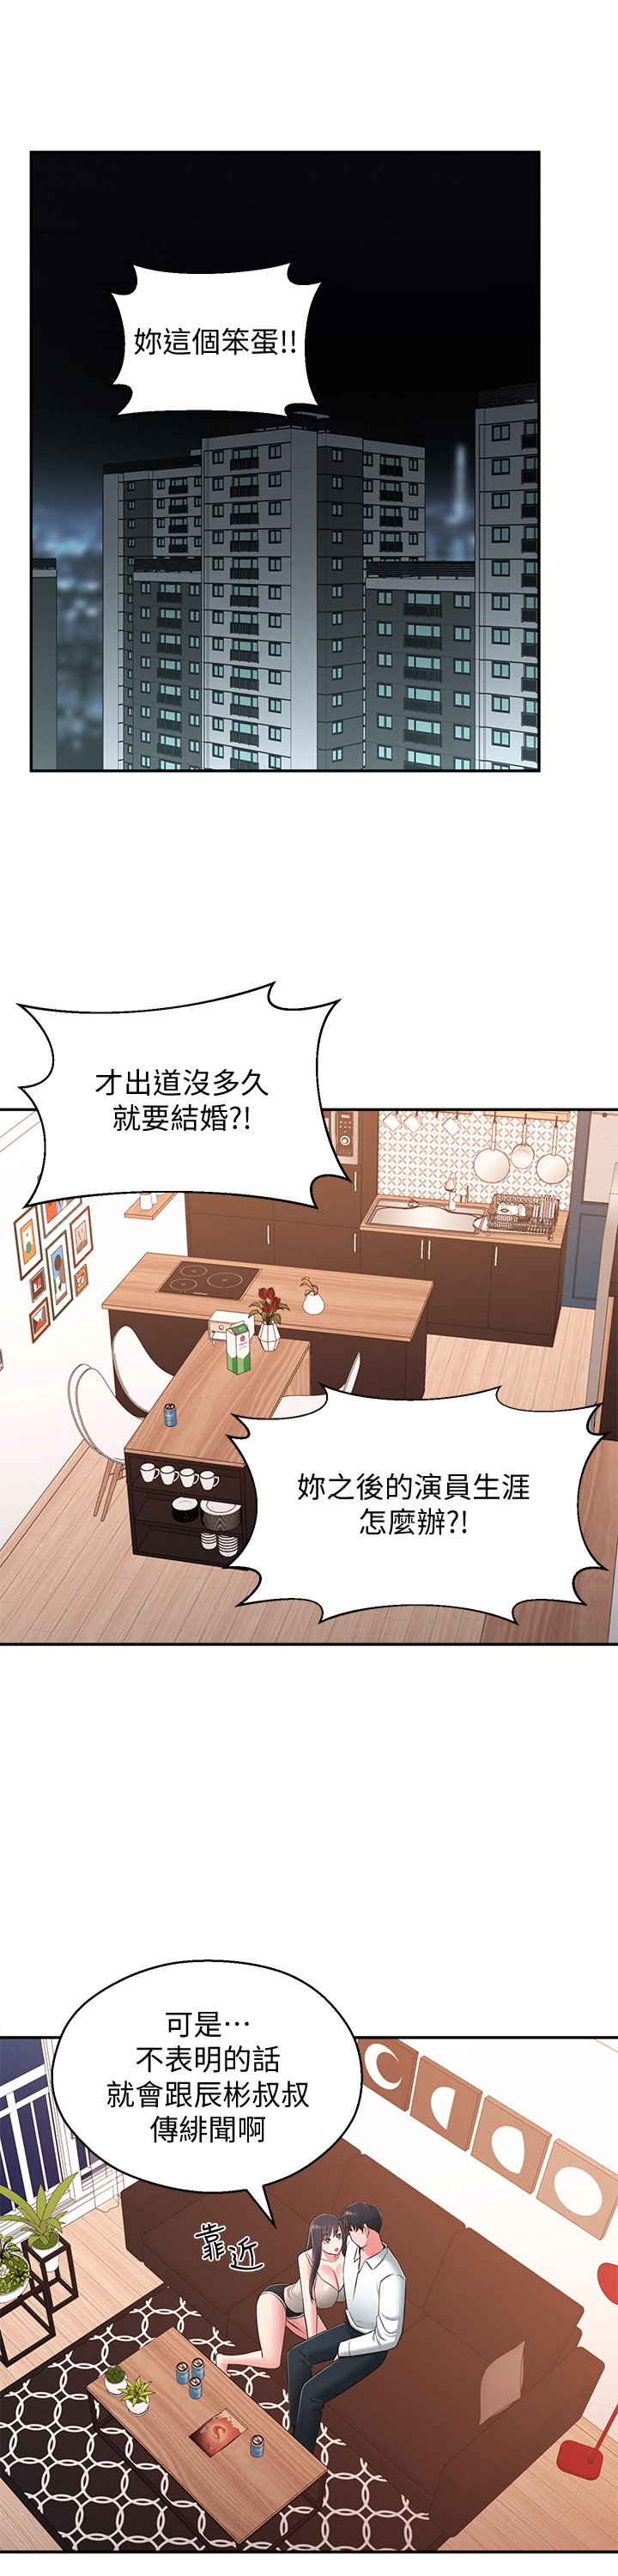 妳這個笨蛋!!
才出道沒多久
就要結婚?!
妳之後的演員生涯
怎麼辦?!
可是…
不表明的話
就會跟辰彬叔叔
傳緋聞啊
靠近